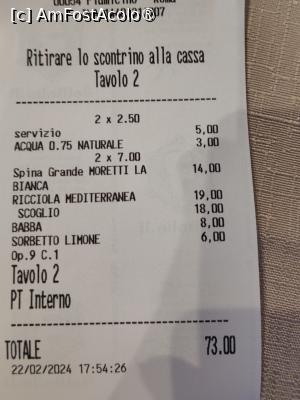 © [c] AmFostAcolo®
00054 Fiumicino Roma
Ritirare lo scontrino alla cassa
Tavolo 2
2 x 2.50
servizio 5,00
ACQUA 0.75 NATURALE 3,00
2 x 7.00
Spina Grande MORETTI LA 14,00
BIANCA
RICCIOLA MEDITERRANEA 19,00
SCOGLIO 18,00
BABBA 8,00
SORBETTO LIMONE 6,00
Op.9 C.1
Tavolo 2
PT Interno
TOTALE 73.00
22/02/2024 17:54:26